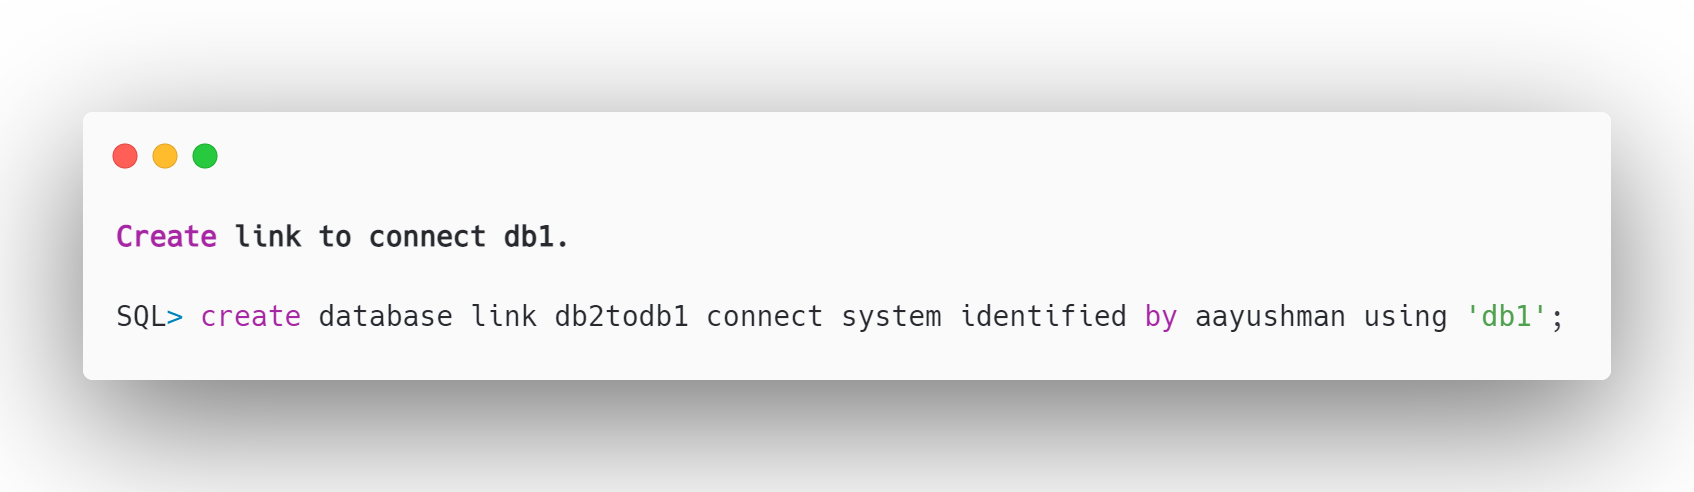 Create link to connect db1.
SQL> create database link db2todb1 connect system identified by aayushman using 'db1';